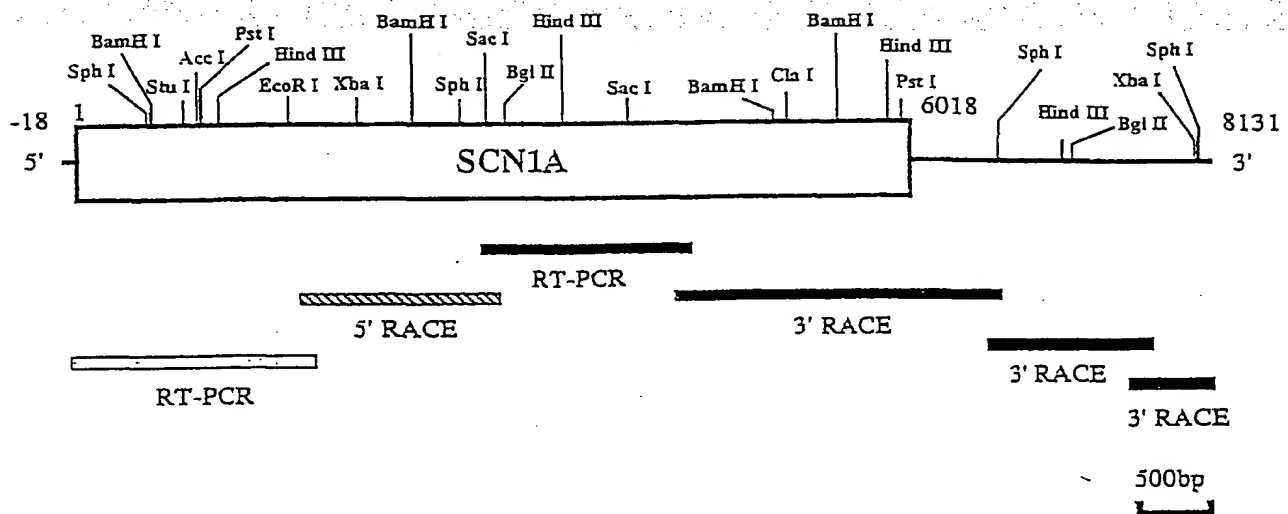 BamH I
Hind III
BamH I
Sac I
Pst I
Hind III
Sph I
Sph I
BamH I
Acc I
Hind III
Sph I
Stu I
EcoR I
Xba I
Sph I
Bgl II
Sac I
BamH I
Cla I
Pst I
Xba I
-18
1
6018
Hind III
Bgl II
8131
5'
SCN1A
3'
RT-PCR
5' RACE
3' RACE
3' RACE
RT-PCR
3' RACE
500bp